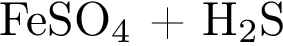 FeSO₄ + H₂S